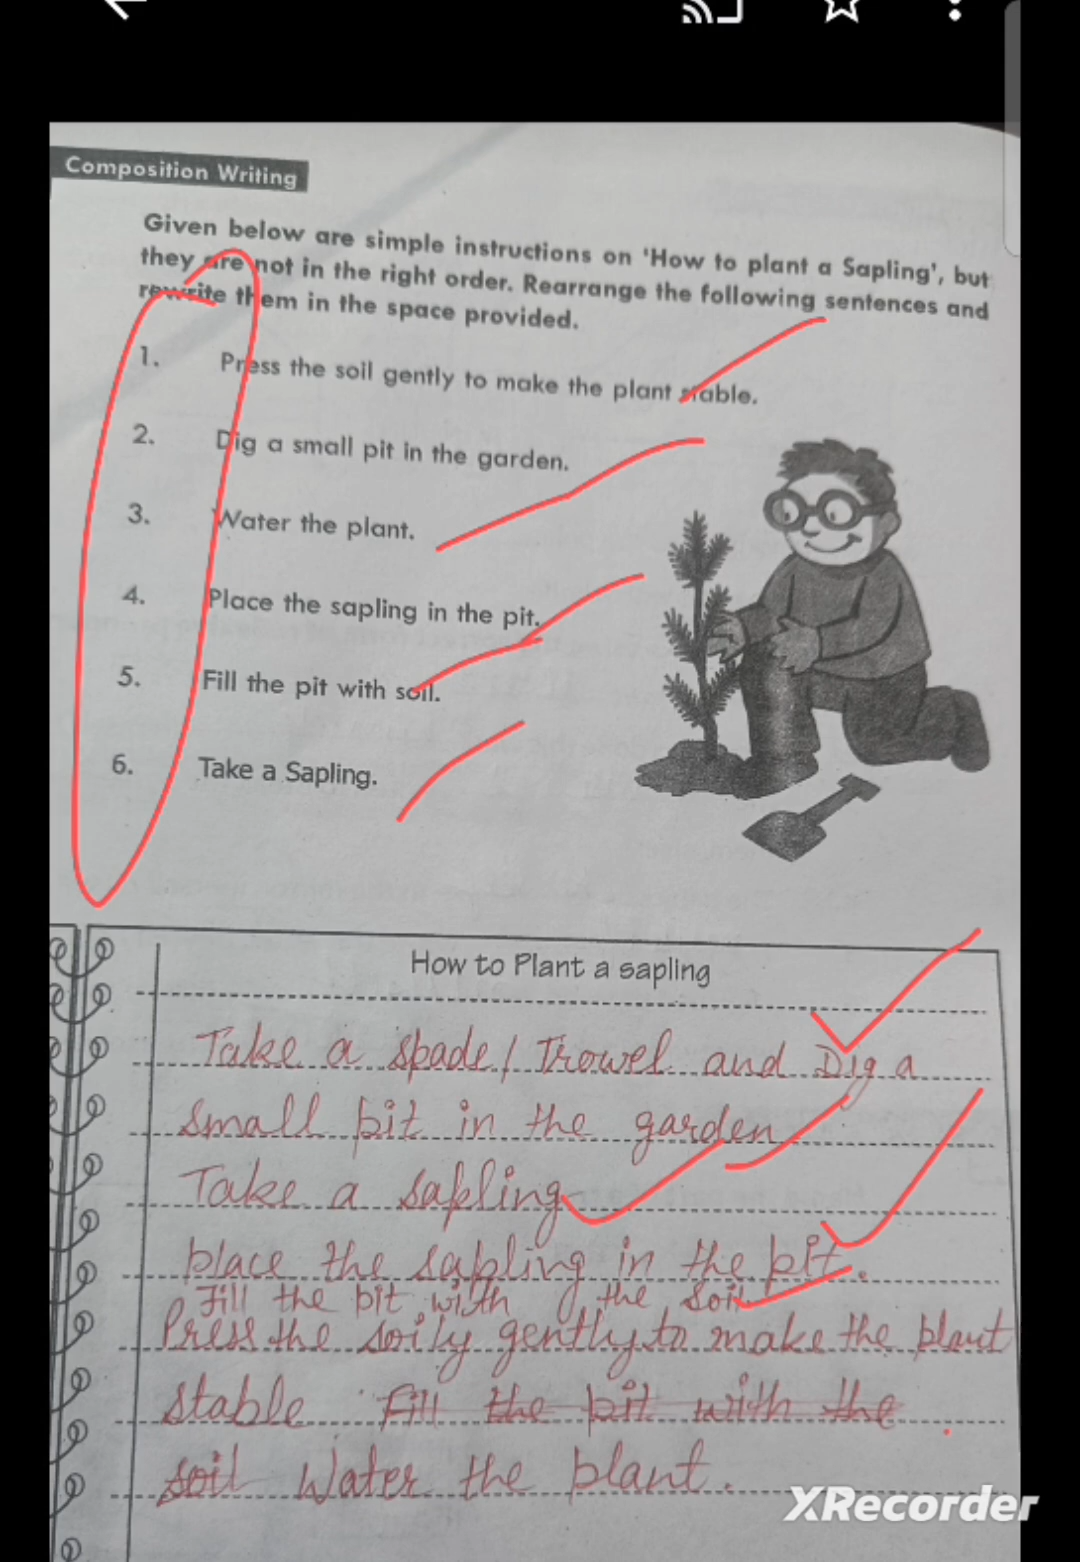 Composition Writing
Given below are simple instructions on 'How to plant a Sapling', but
they are not in the right order. Rearrange the following sentences and
rewrite them in the space provided.
1. Press the soil gently to make the plant stable.
2. Dig a small pit in the garden.
3. Water the plant.
4. Place the sapling in the pit.
5. Fill the pit with soil.
6. Take a Sapling.
How to Plant a sapling
Take a spade/Trowel and Dig a
small pit in the garden
Take a sapling
place the sapling in the pit.
Fill the pit with the soil
Press the soily gently to make the plant
stable fill the pit with the
soil Water the plant.
XRecorder